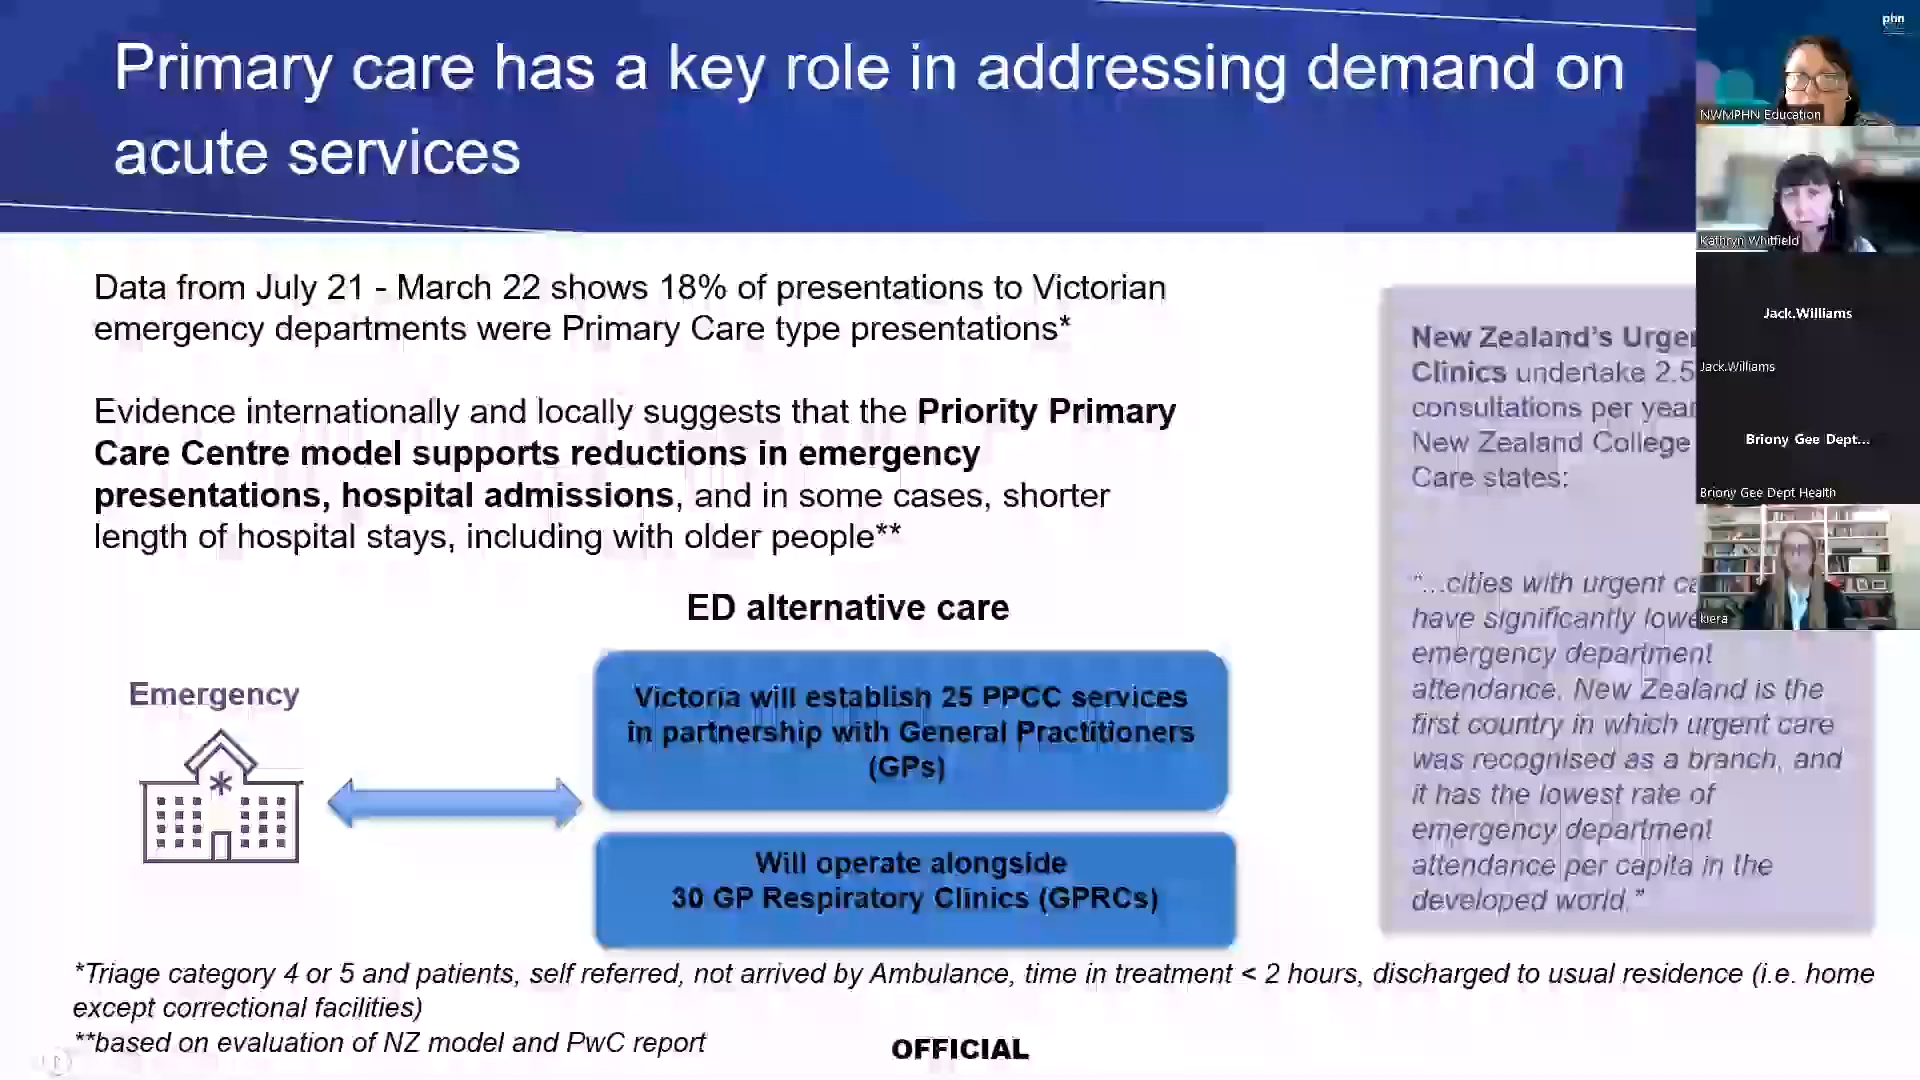 Primary care has a key role in addressing demand on
acute services
Data from July 21 - March 22 shows 18% of presentations to Victorian
emergency departments were Primary Care type presentations*
Evidence internationally and locally suggests that the Priority Primary
Care Centre model supports reductions in emergency
presentations, hospital admissions, and in some cases, shorter
length of hospital stays, including with older people**
ED alternative care
Emergency
Victoria will establish 25 PPCC services
in partnership with General Practitioners
(GPs)
Will operate alongside
30 GP Respiratory Clinics (GPRCs)
New Zealand's
Clinics undertake 2.5
consultations per year
New Zealand College
Care states:
"...cities with urgent
have significantly
emergency department
attendance. New Zealand is the
first country in which urgent care
was recognised as a branch, and
it has the lowest rate of
emergency department
attendance per capita in the
developed world."
*Triage category 4 or 5 and patients, self referred, not arrived by Ambulance, time in treatment < 2 hours, discharged to usual residence (i.e. home
except correctional facilities)
**based on evaluation of NZ model and PwC report
OFFICIAL
phn
NWMPHN Education
Kathryn Whitfield
Jack.Williams
Jack.Williams
Briony Gee Dept...
Briony Gee Dept Health
kiera